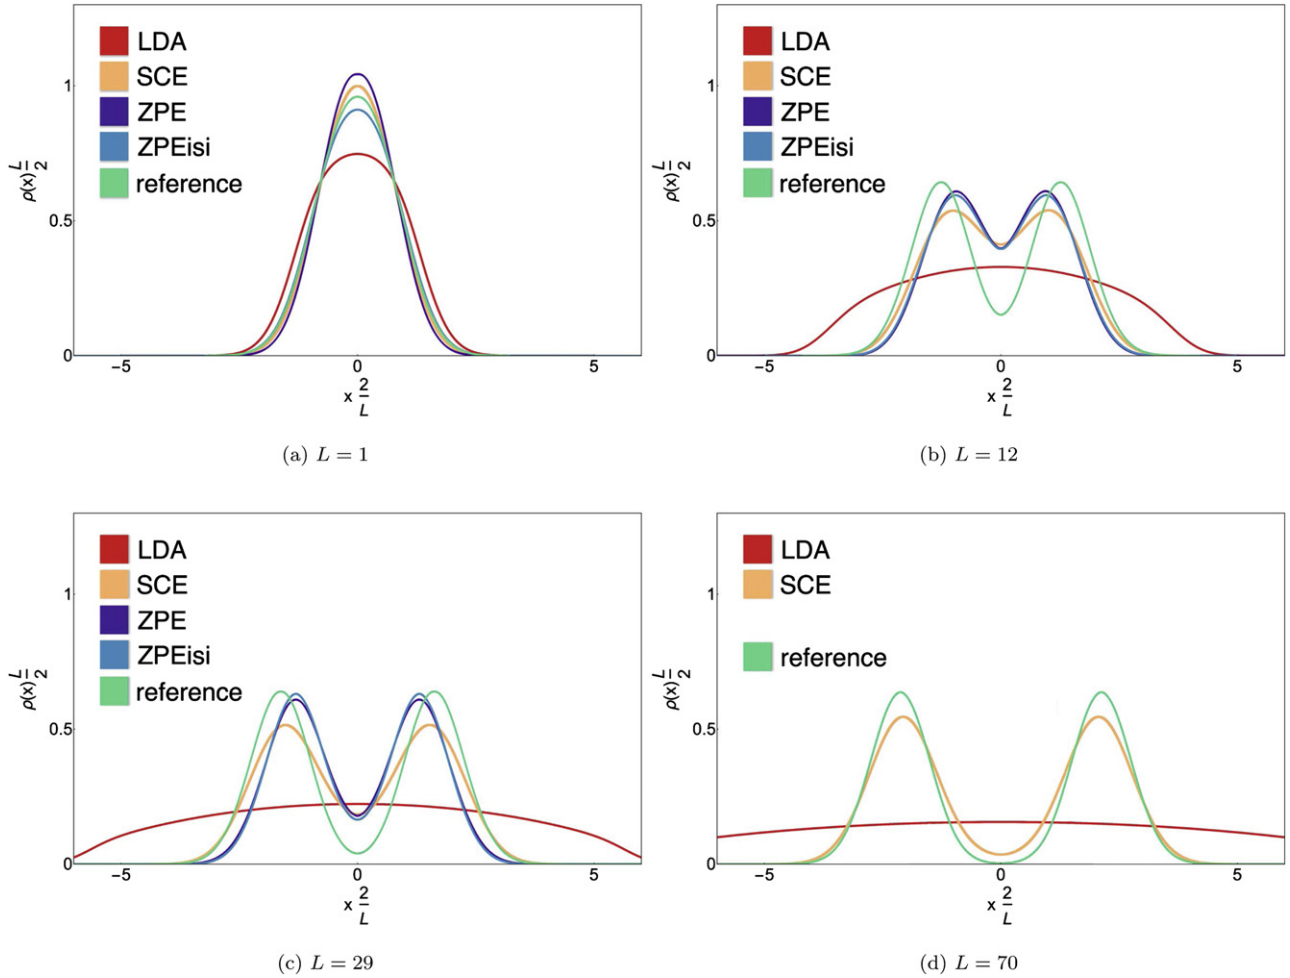 LDA
SCE
ZPE
ZPEisi
reference
1
0.5
0
ρ(x) L/2
-5 0 5
x 2/L
(a) L = 1
LDA
SCE
ZPE
ZPEisi
reference
1
0.5
0
ρ(x) L/2
-5 0 5
x 2/L
(b) L = 12
LDA
SCE
ZPE
ZPEisi
reference
1
0.5
0
ρ(x) L/2
-5 0 5
x 2/L
(c) L = 29
LDA
SCE
reference
1
0.5
0
ρ(x) L/2
-5 0 5
x 2/L
(d) L = 70